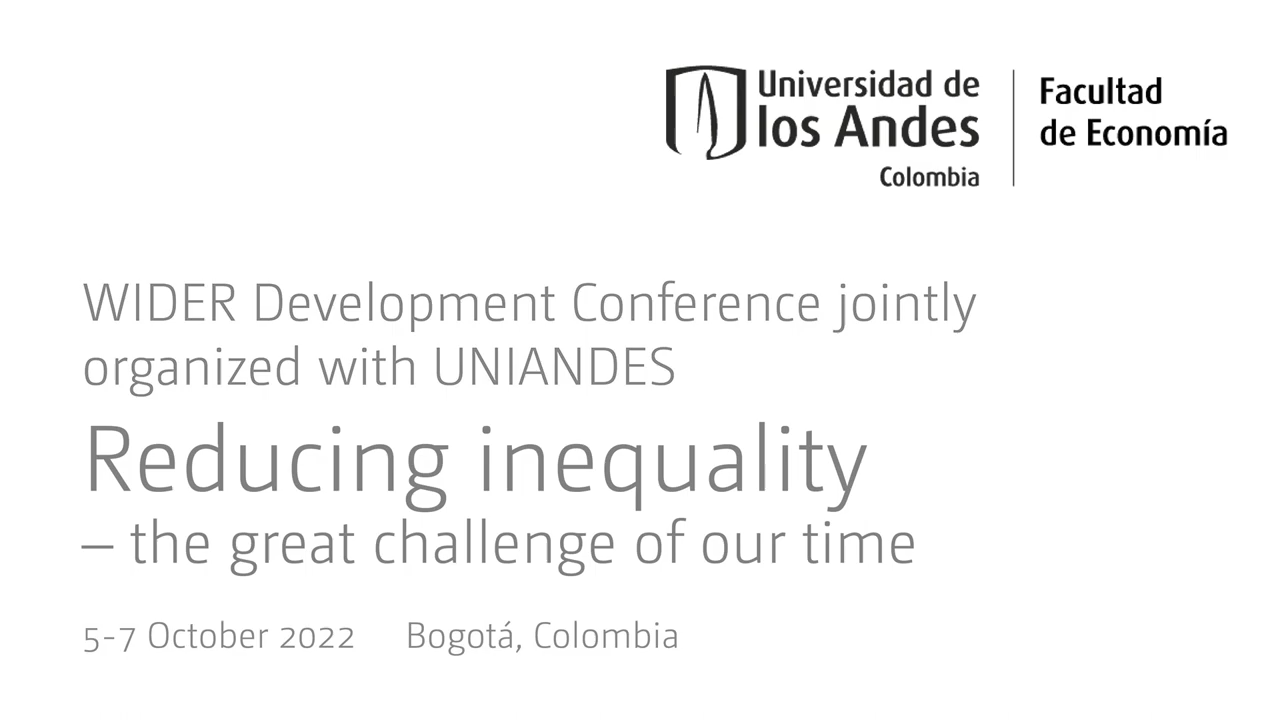 Universidad de
los Andes
Colombia
Facultad
de Economía
WIDER Development Conference jointly
organized with UNIANDES
Reducing inequality
– the great challenge of our time
5-7 October 2022 Bogotá, Colombia